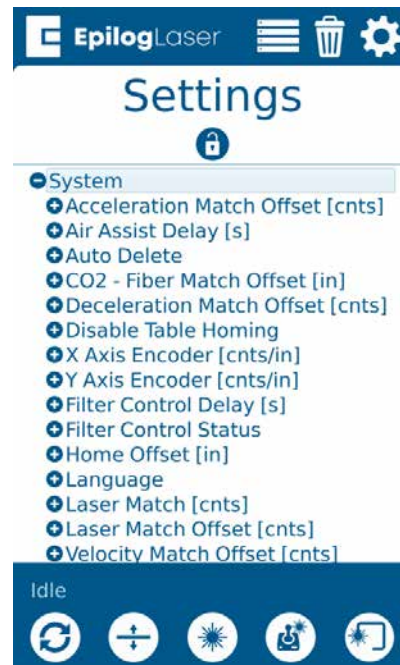 EpilogLaser
Settings
System
Acceleration Match Offset [cnts]
Air Assist Delay [s]
Auto Delete
CO2 - Fiber Match Offset [in]
Deceleration Match Offset [cnts]
Disable Table Homing
X Axis Encoder [cnts/in]
Y Axis Encoder [cnts/in]
Filter Control Delay [s]
Filter Control Status
Home Offset [in]
Language
Laser Match [cnts]
Laser Match Offset [cnts]
Velocity Match Offset [cnts]
Idle